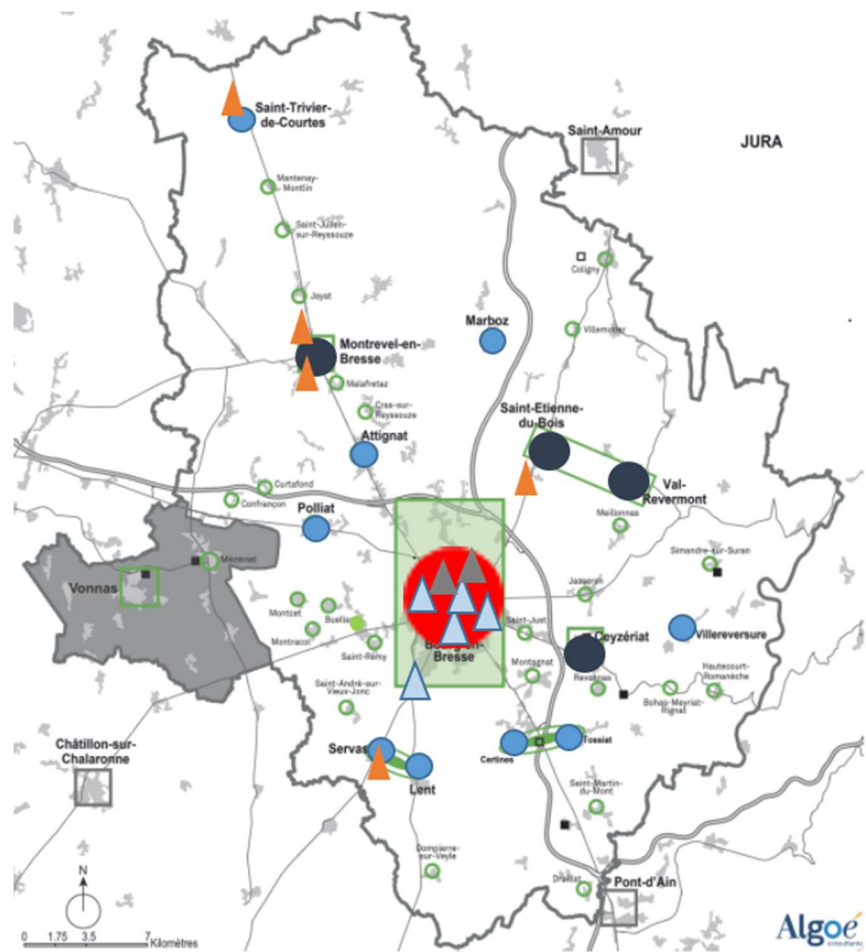 Saint-Trivier-
de-Courtes
Saint-Amour
JURA
Mantenay-
Montlin
Saint-Julien-
sur-Reyssouze
Coligny
Jayat
Marboz
Villemotier
Montrevel-en-
Bresse
Malafretaz
Cras-sur-
Reyssouze
Saint-Etienne-
du-Bois
Attignat
Val-
Revermont
Curtafond
Confrançon
Polliat
Meillonnas
Mézériat
Simandre-sur-Suran
Vonnas
Jasseron
Montcet
Buellas
Montracol
Saint-Rémy
Saint-Just
Ceyzériat
Villereversure
Bourg-en-
Bresse
Montagnat
Revonnas
Hautecourt-
Romanèche
Bohas-Meyriat-
Rignat
Saint-André-sur-
Vieux-Jonc
Servas
Certines
Tossiat
Châtillon-sur-
Chalaronne
Lent
Saint-Martin-
du-Mont
Dompierre-
sur-Veyle
Druillat
Pont-d'Ain
N
0 1.75 3.5 7
Kilomètres
Algoé
consultants